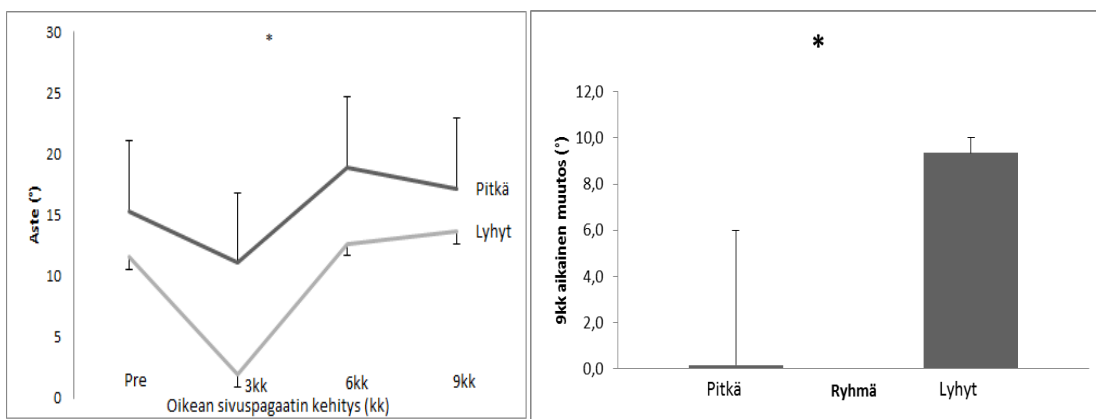 30
*
25
20
15
10
5
0
Aste (°)
Pitkä
Lyhyt
Pre
3kk
6kk
9kk
Oikean sivuspagaatin kehitys (kk)
*
12,0
10,0
8,0
6,0
4,0
2,0
0,0
9kk aikainen muutos (°)
Pitkä
Ryhmä
Lyhyt